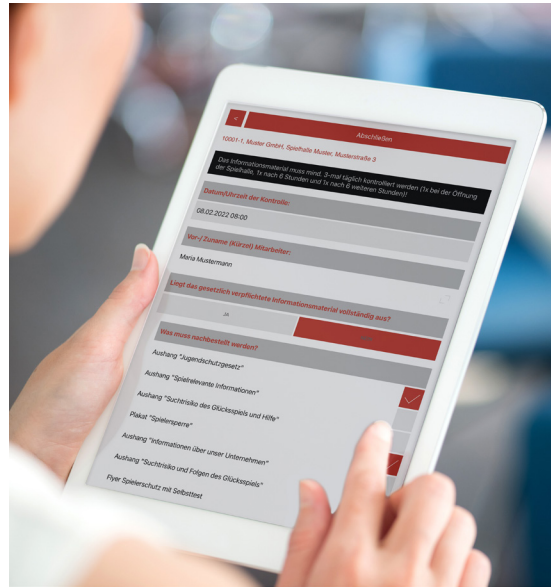 <
Abschließen
10001-1, Muster GmbH, Spielhalle Muster, Musterstraße 3
Das Informationsmaterial muss mind. 3-mal täglich kontrolliert werden (1x bei der Öffnung
der Spielhalle, 1x nach 6 Stunden und 1x nach 6 weiteren Stunden))
Datum/Uhrzeit der Kontrolle:
08.02.2022 08:00
Vor-/ Zuname (Kürzel) Mitarbeiter:
Maria Mustermann
Liegt das gesetzlich verpflichtete Informationsmaterial vollständig aus?
JA
Was muss nachbestellt werden?
Aushang "Jugendschutzgesetz"
Aushang "Spielrelevante Informationen"
Aushang "Suchtrisiko des Glücksspiels und Hilfe"
Plakat "Spielersperre"
Aushang "Informationen über unser Unternehmen"
Aushang "Suchtrisiko und Folgen des Glücksspiels"
Flyer Spielerschutz mit Selbsttest